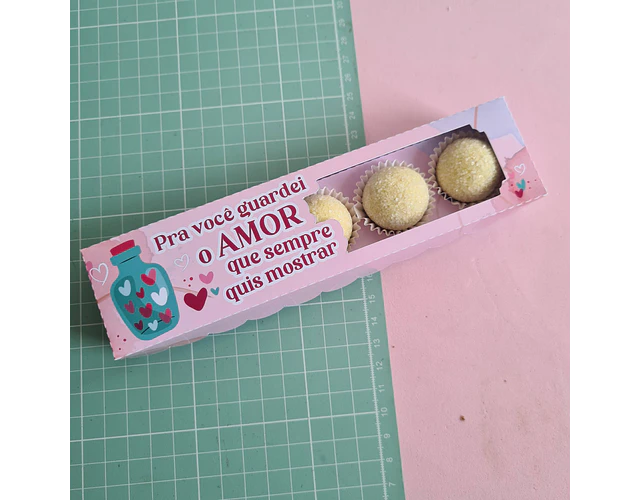 Pra você guardei
o AMOR
que sempre
quis mostrar